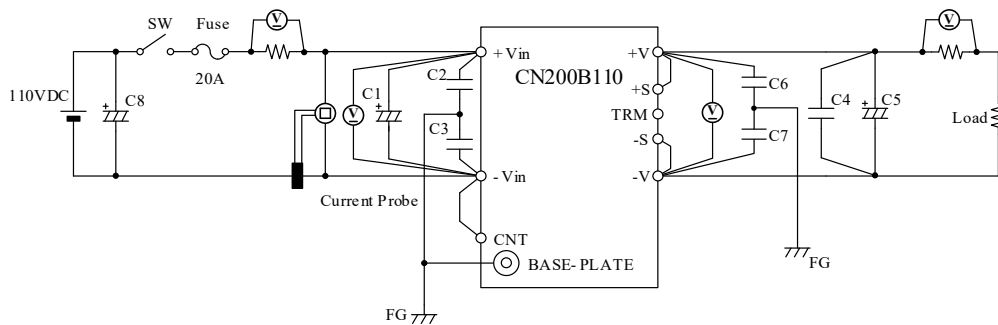 SW
Fuse
20A
V
110VDC
C8
Current Probe
V
C1
C2
C3
+Vin
-Vin
CNT
BASE-PLATE
FG
CN200B110
+V
+S
TRM
-S
-V
V
C6
C7
FG
C4
C5
V
Load